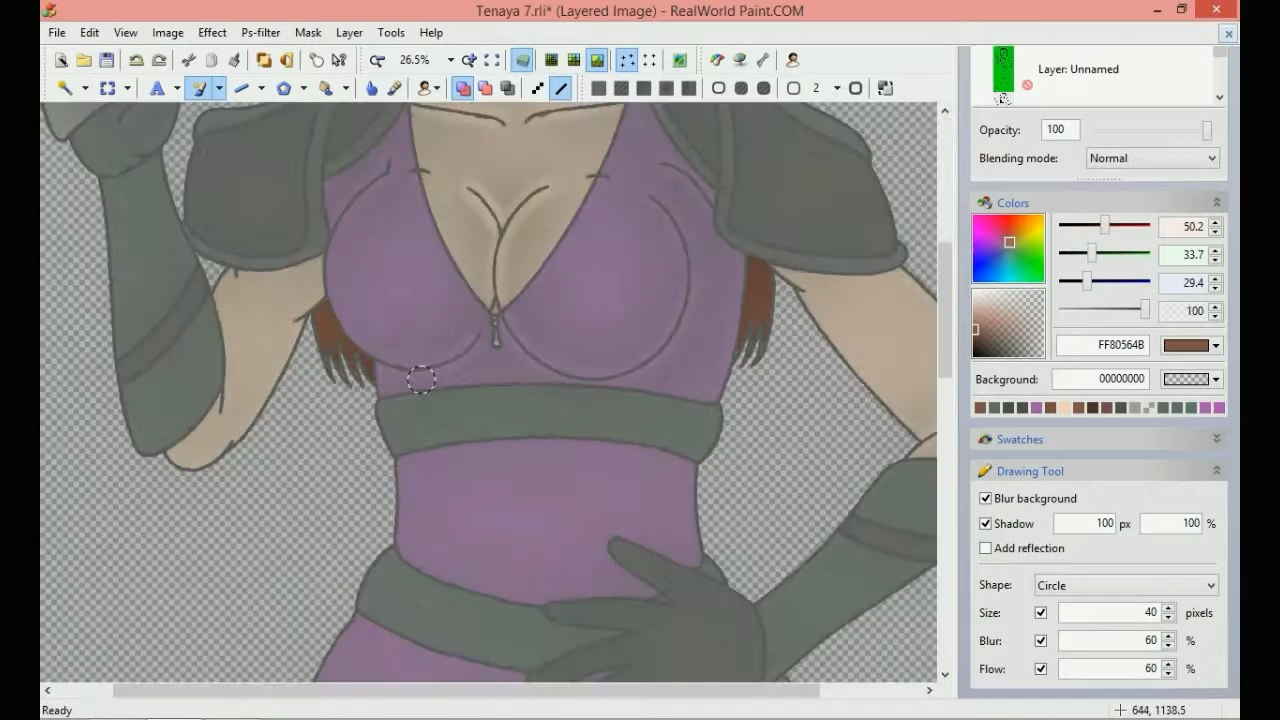 Tenaya 7.rli* (Layered Image) - RealWorld Paint.COM
File Edit View Image Effect Ps-filter Mask Layer Tools Help
26.5%
2
Layer: Unnamed
Opacity: 100
Blending mode: Normal
Colors
50.2
33.7
29.4
100
FF80564B
Background: 00000000
Swatches
Drawing Tool
Blur background
Shadow 100 px 100 %
Add reflection
Shape: Circle
Size: 40 pixels
Blur: 60 %
Flow: 60 %
Ready 644, 1138.5